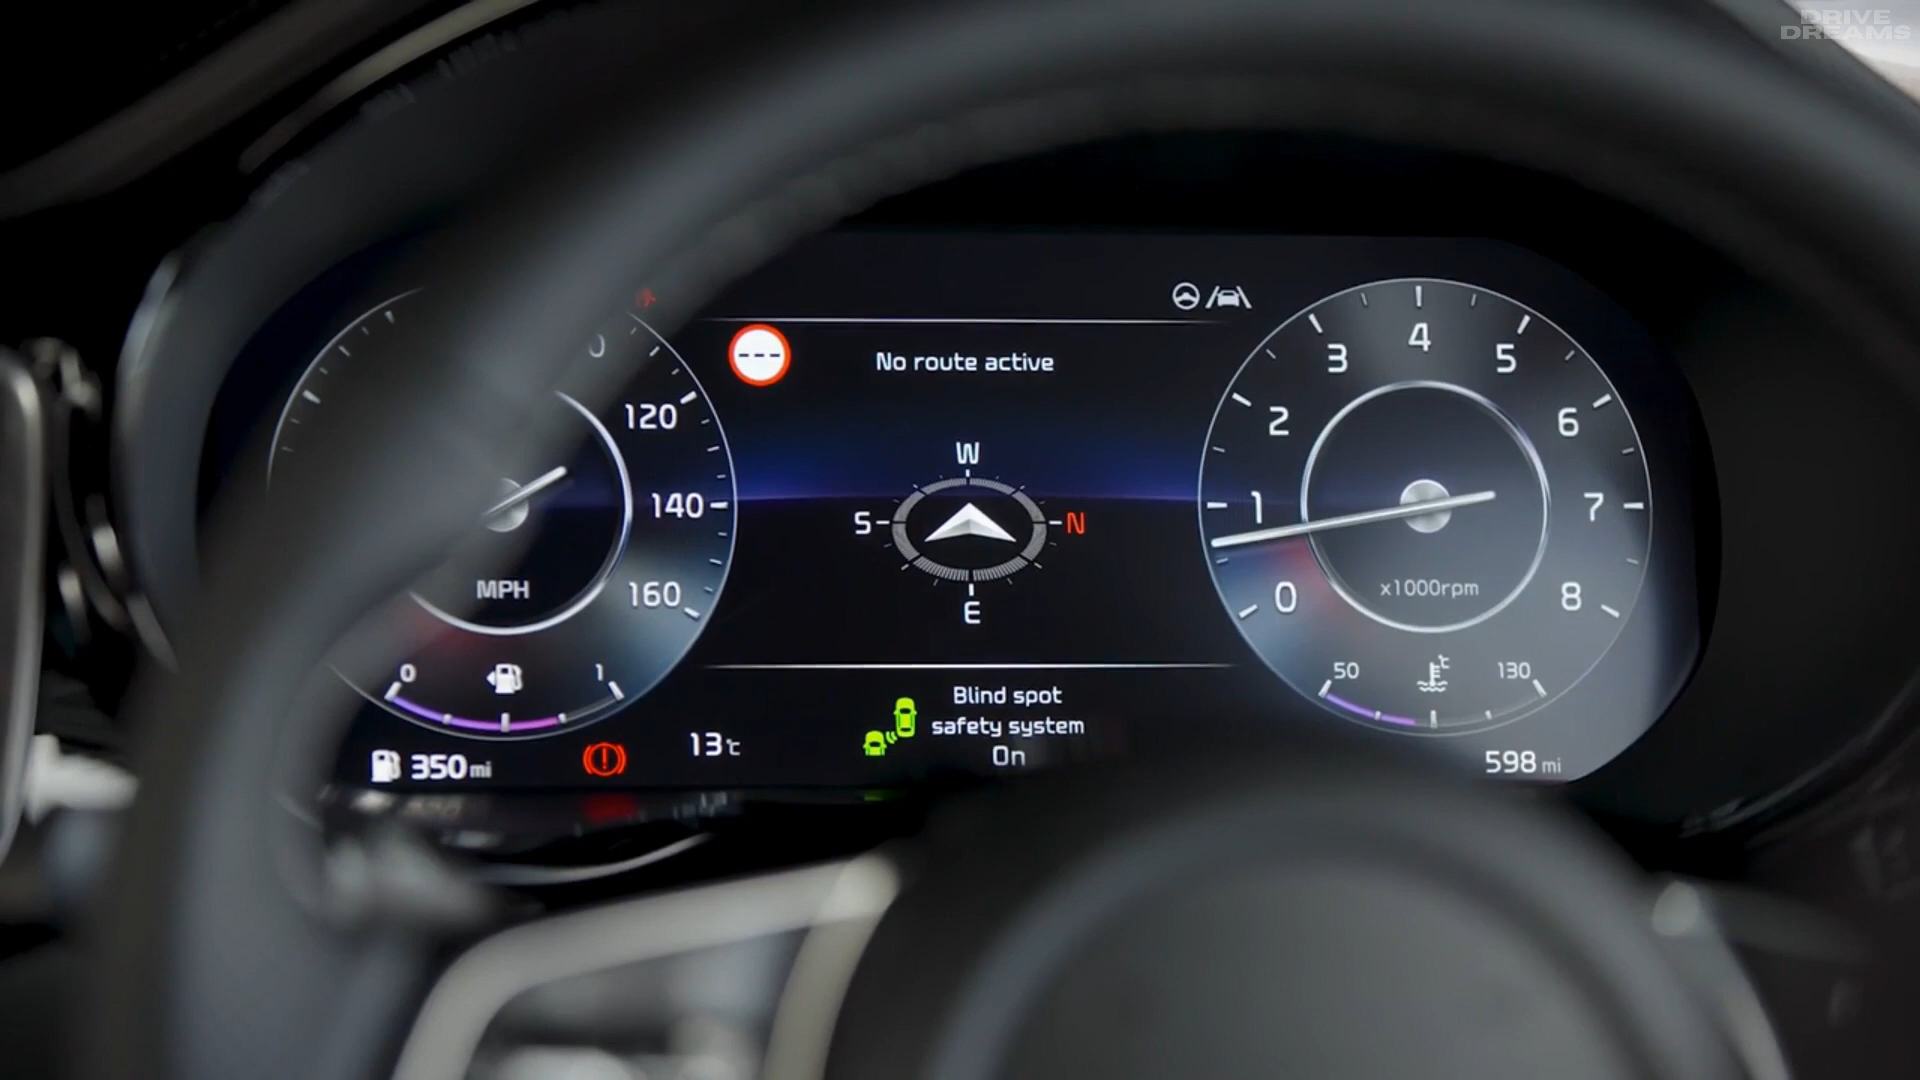 DRIVE
DREAMS
120
140
160
MPH
0
1
350 mi
13℃
---
No route active
W
S
N
E
Blind spot
safety system
On
0
1
2
3
4
5
6
7
8
x1000rpm
50
℃
130
598 mi